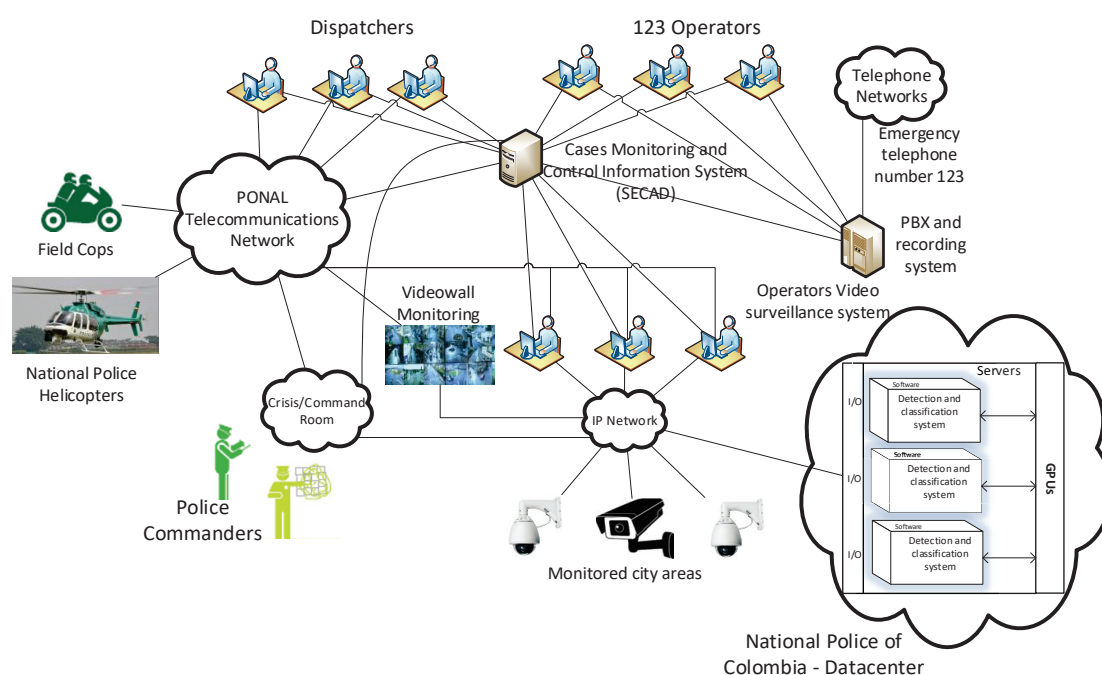 Dispatchers
123 Operators
Telephone
Networks
Emergency
telephone
number 123
Cases Monitoring and
Control Information System
(SECAD)
PONAL
Telecommunications
Network
Field Cops
PBX and
recording
system
Operators Video
surveillance system
Videowall
Monitoring
National Police
Helicopters
Crisis/Command
Room
IP Network
Police
Commanders
Monitored city areas
Servers
I/O
Software
Detection and
classification
system
I/O
Software
Detection and
classification
system
I/O
Software
Detection and
classification
system
GPUs
National Police of
Colombia - Datacenter